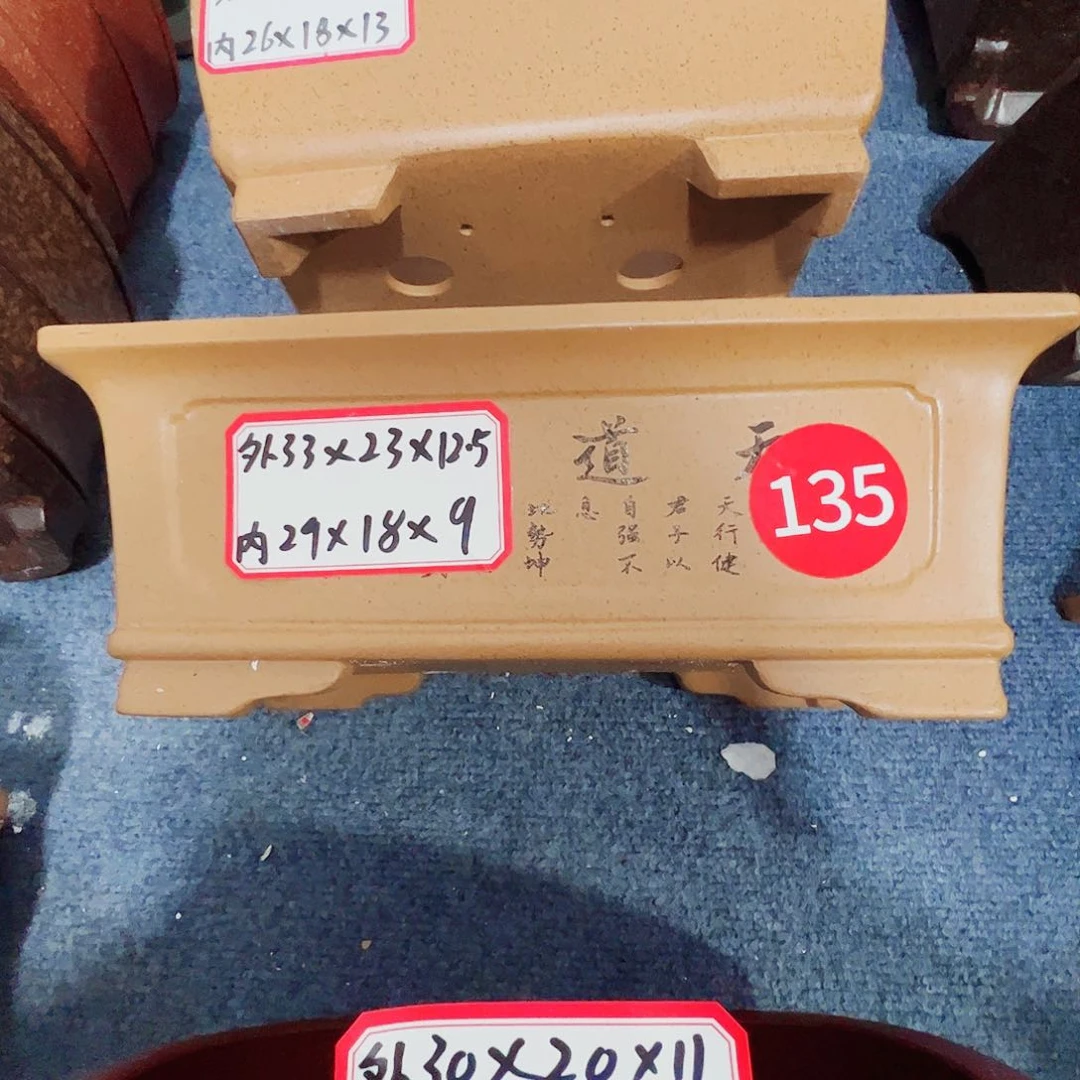 内26×18×13
外33×23×12.5
内29×18×9
天道
135
天行健
君子以
自强不
息
地势坤
外30×20×11